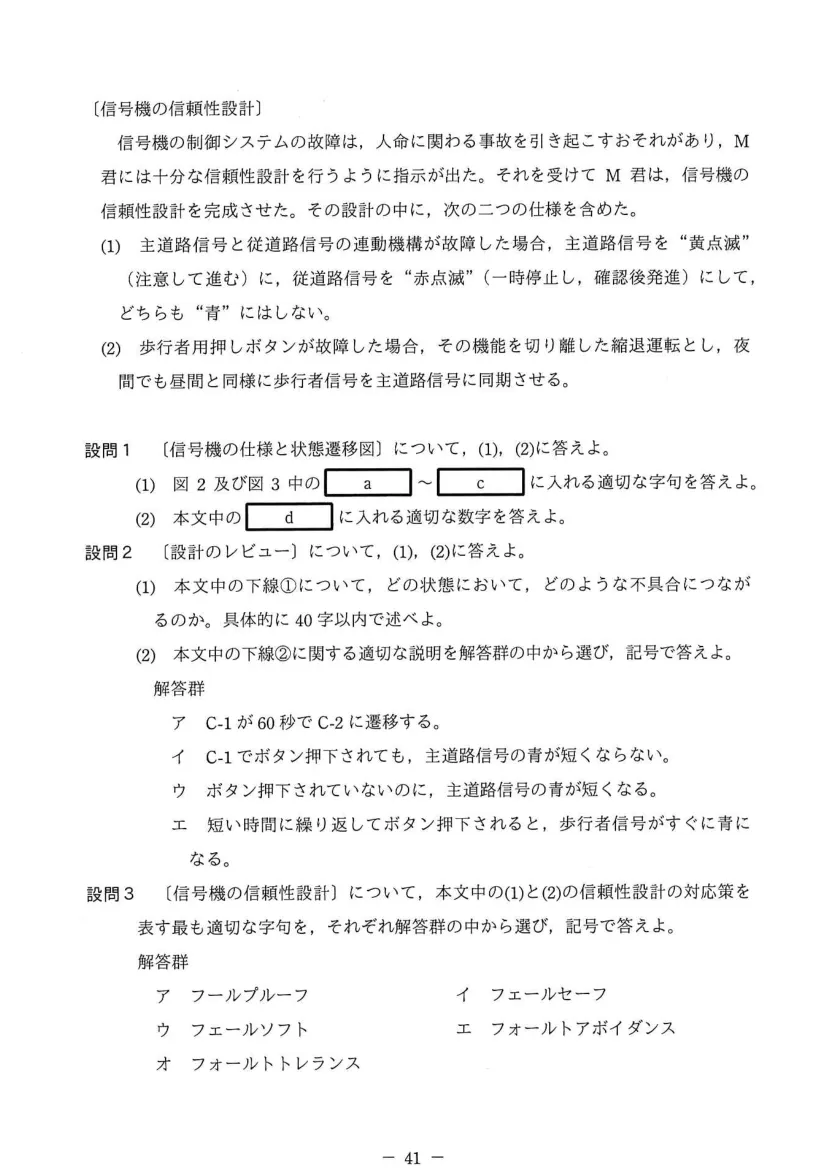 〔信号機の信頼性設計〕
信号機の制御システムの故障は，人命に関わる事故を引き起こすおそれがあり，M
君には十分な信頼性設計を行うように指示が出た。それを受けて M 君は，信号機の
信頼性設計を完成させた。その設計の中に，次の二つの仕様を含めた。
(1) 主道路信号と従道路信号の連動機構が故障した場合，主道路信号を“黄点滅”
（注意して進む）に，従道路信号を“赤点滅”（一時停止し，確認後発進）にして，
どちらも“青”にはしない。
(2) 歩行者用押しボタンが故障した場合，その機能を切り離した縮退運転とし，夜
間でも昼間と同様に歩行者信号を主道路信号に同期させる。
設問1 〔信号機の仕様と状態遷移図〕について，(1)，(2)に答えよ。
(1) 図 2 及び図 3 中の a ～ c に入れる適切な字句を答えよ。
(2) 本文中の d に入れる適切な数字を答えよ。
設問2 〔設計のレビュー〕について，(1)，(2)に答えよ。
(1) 本文中の下線①について，どの状態において，どのような不具合につなが
るのか。具体的に 40 字以内で述べよ。
(2) 本文中の下線②に関する適切な説明を解答群の中から選び，記号で答えよ。
解答群
ア C-1 が 60 秒で C-2 に遷移する。
イ C-1 でボタン押下されても，主道路信号の青が短くならない。
ウ ボタン押下されていないのに，主道路信号の青が短くなる。
エ 短い時間に繰り返してボタン押下されると，歩行者信号がすぐに青に
なる。
設問3 〔信号機の信頼性設計〕について，本文中の(1)と(2)の信頼性設計の対応策を
表す最も適切な字句を，それぞれ解答群の中から選び，記号で答えよ。
解答群
ア フールプルーフ イ フェールセーフ
ウ フェールソフト エ フォールトアボイダンス
オ フォールトトレランス
－ 41 －